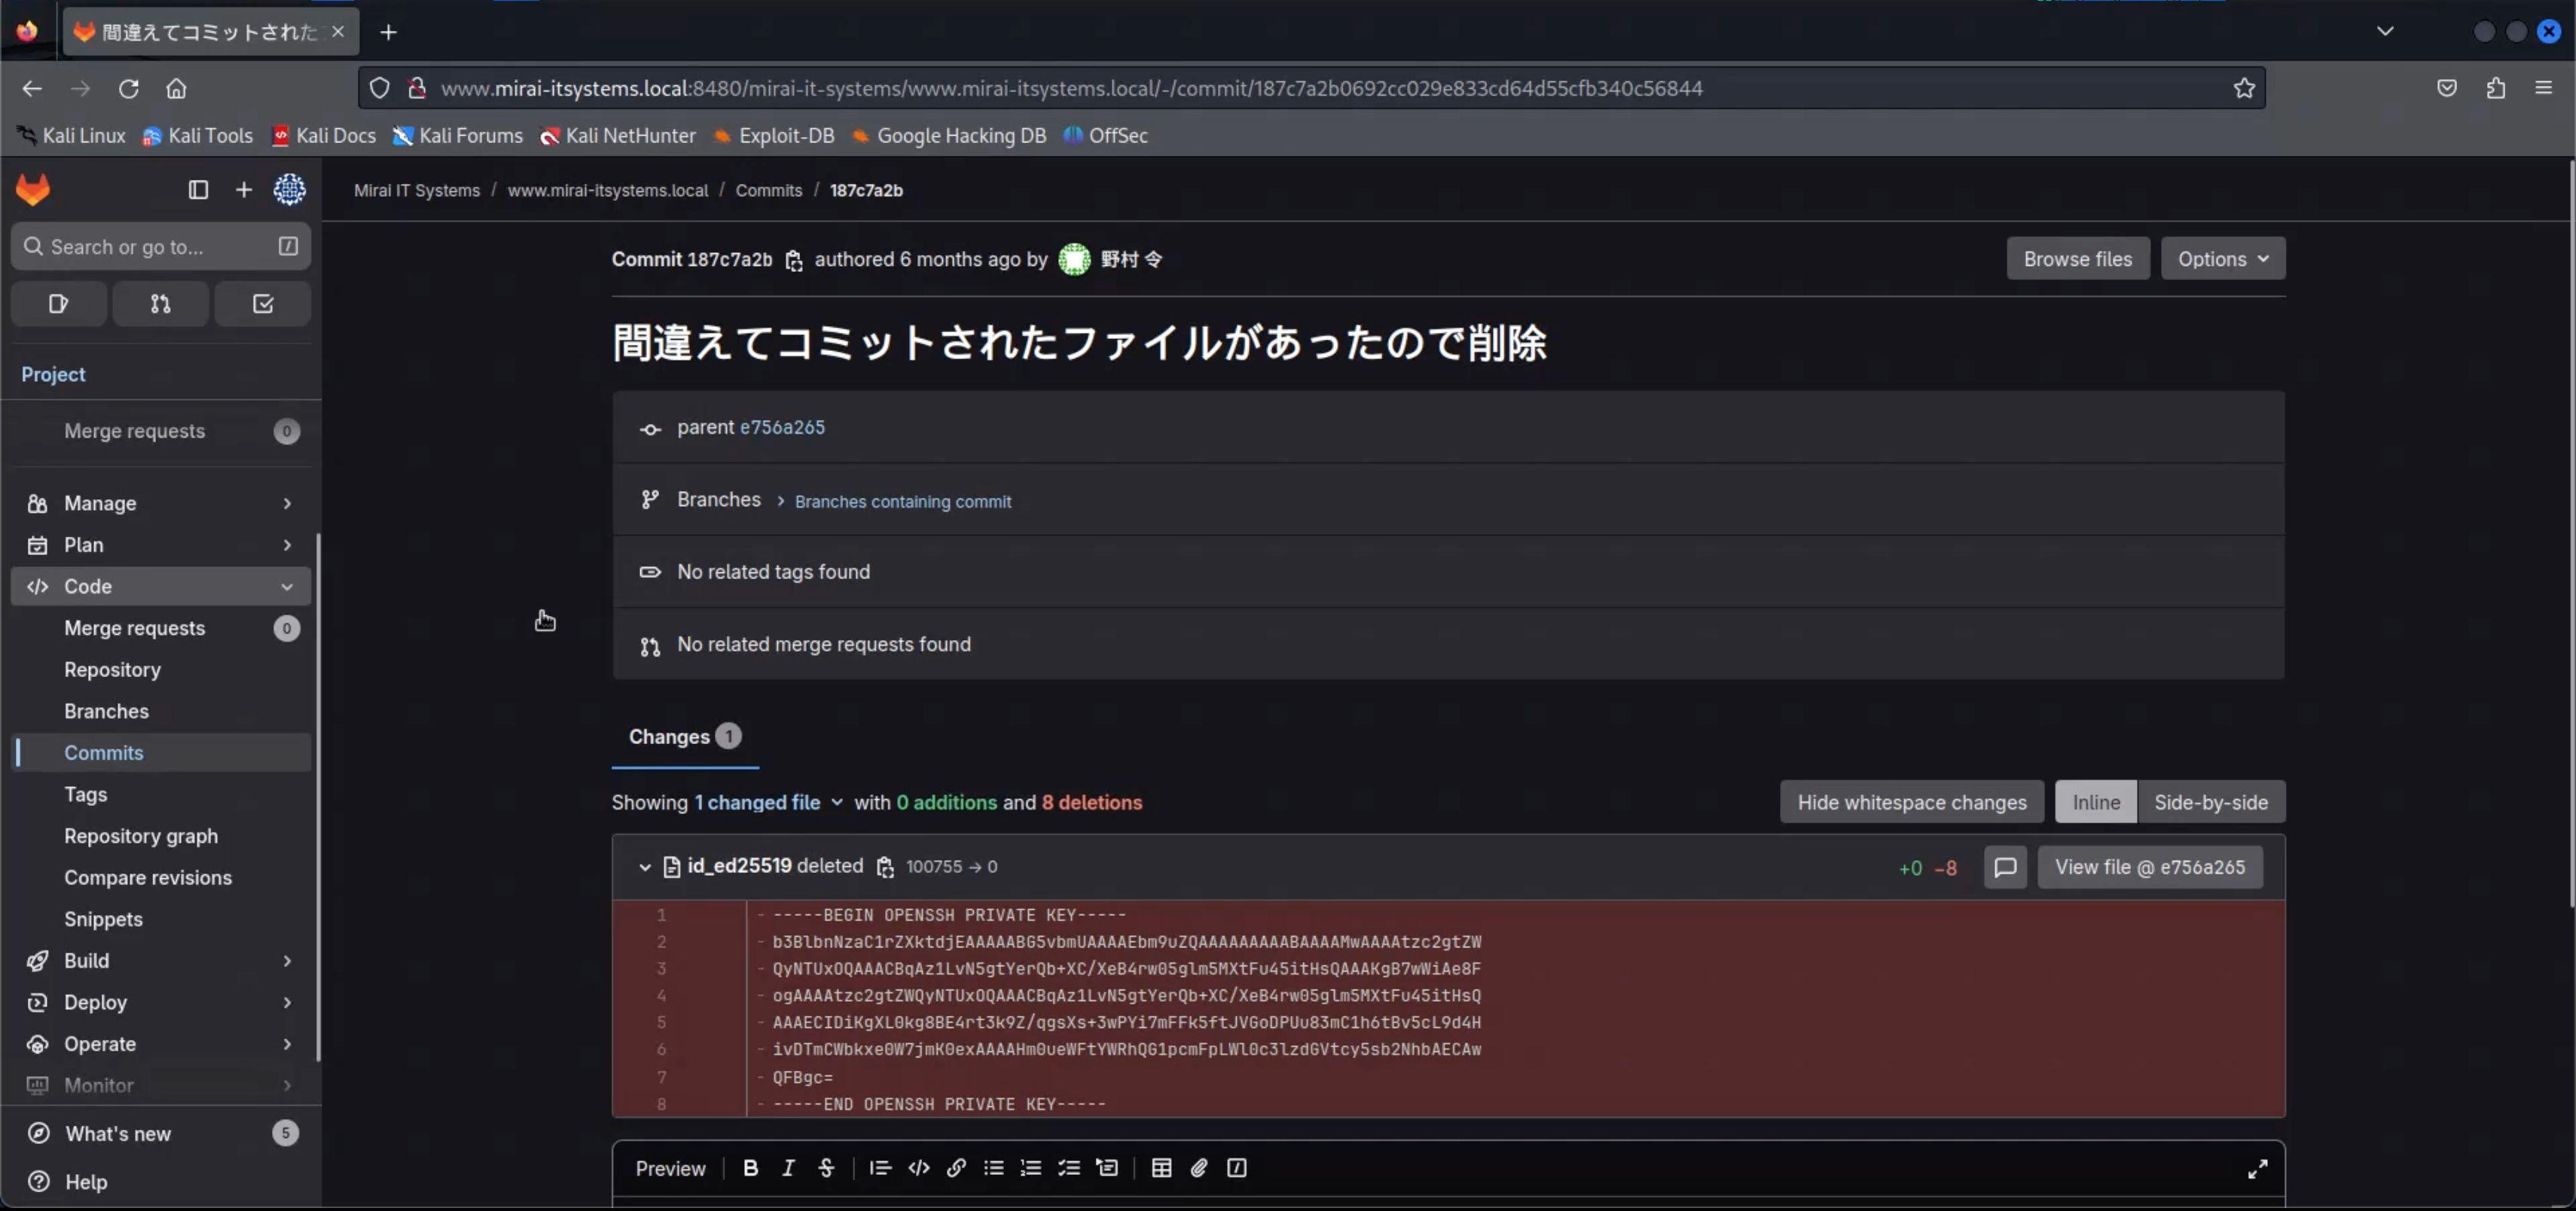 間違えてコミットされた
www.mirai-itsystems.local:8480/mirai-it-systems/www.mirai-itsystems.local/-/commit/187c7a2b0692cc029e833cd64d55cfb340c56844
Kali Linux Kali Tools Kali Docs Kali Forums Kali NetHunter Exploit-DB Google Hacking DB OffSec
Mirai IT Systems / www.mirai-itsystems.local / Commits / 187c7a2b
Search or go to... /
Project
Merge requests 0
Manage
Plan
Code
Merge requests 0
Repository
Branches
Commits
Tags
Repository graph
Compare revisions
Snippets
Build
Deploy
Operate
Monitor
What's new 5
Help
Commit 187c7a2b authored 6 months ago by 野村 令
Browse files Options
間違えてコミットされたファイルがあったので削除
parent e756a265
Branches Branches containing commit
No related tags found
No related merge requests found
Changes 1
Showing 1 changed file with 0 additions and 8 deletions
Hide whitespace changes Inline Side-by-side
id_ed25519 deleted 100755 → 0 +0 −8 View file @ e756a265
1 - -----BEGIN OPENSSH PRIVATE KEY-----
2 - b3BlbnNzaC1rZXktdjEAAAAABG5vbmUAAAAEbm9uZQAAAAAAAAABAAAAMwAAAAtzc2gtZW
3 - QyNTUxOQAAACBqAz1LvN5gtYerQb+XC/XeB4rw05glm5MXtFu45itHsQAAAKgB7wWiAe8F
4 - ogAAAAtzc2gtZWQyNTUxOQAAACBqAz1LvN5gtYerQb+XC/XeB4rw05glm5MXtFu45itHsQ
5 - AAAECIDiKgXL0kg8BE4rt3k9Z/qgsXs+3wPYi7mFFk5ftJVGoDPUu83mC1h6tBv5cL9d4H
6 - ivDTmCWbkxe0W7jmK0exAAAAHm0ueWFtYWRhQG1pcmFpLWl0c3lzdGVtcy5sb2NhbAECAw
7 - QFBgc=
8 - -----END OPENSSH PRIVATE KEY-----
Preview B I S